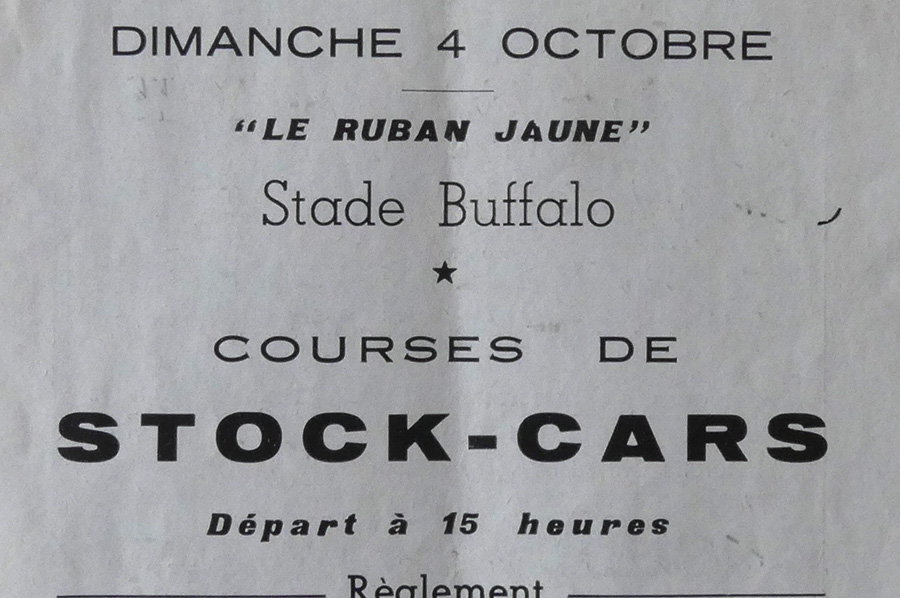 DIMANCHE 4 OCTOBRE
“LE RUBAN JAUNE”
Stade Buffalo
COURSES DE
STOCK-CARS
Départ à 15 heures
Règlement